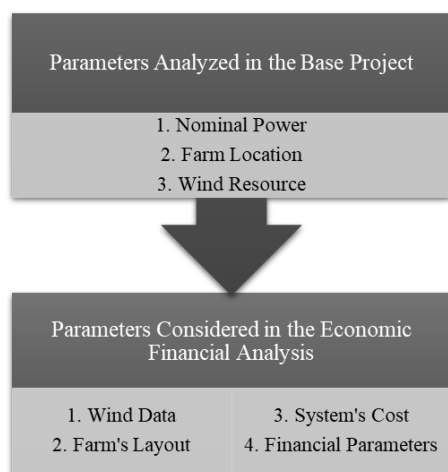 Parameters Analyzed in the Base Project
1. Nominal Power
2. Farm Location
3. Wind Resource
Parameters Considered in the Economic
Financial Analysis
1. Wind Data
2. Farm's Layout
3. System's Cost
4. Financial Parameters